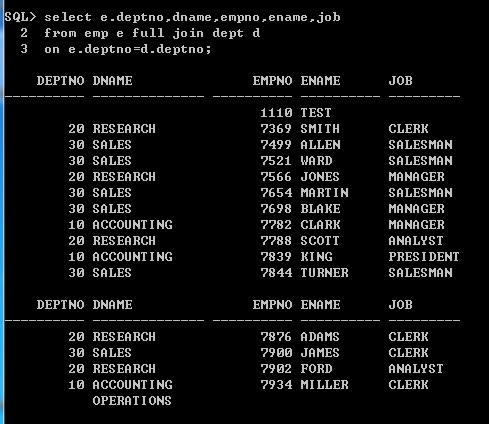 SQL> select e.deptno,dname,empno,ename,job
2 from emp e full join dept d
3 on e.deptno=d.deptno;
DEPTNO DNAME EMPNO ENAME JOB
---------- -------------- ---------- ---------- ---------
1110 TEST
20 RESEARCH 7369 SMITH CLERK
30 SALES 7499 ALLEN SALESMAN
30 SALES 7521 WARD SALESMAN
20 RESEARCH 7566 JONES MANAGER
30 SALES 7654 MARTIN SALESMAN
30 SALES 7698 BLAKE MANAGER
10 ACCOUNTING 7782 CLARK MANAGER
20 RESEARCH 7788 SCOTT ANALYST
10 ACCOUNTING 7839 KING PRESIDENT
30 SALES 7844 TURNER SALESMAN
DEPTNO DNAME EMPNO ENAME JOB
---------- -------------- ---------- ---------- ---------
20 RESEARCH 7876 ADAMS CLERK
30 SALES 7900 JAMES CLERK
20 RESEARCH 7902 FORD ANALYST
10 ACCOUNTING 7934 MILLER CLERK
OPERATIONS